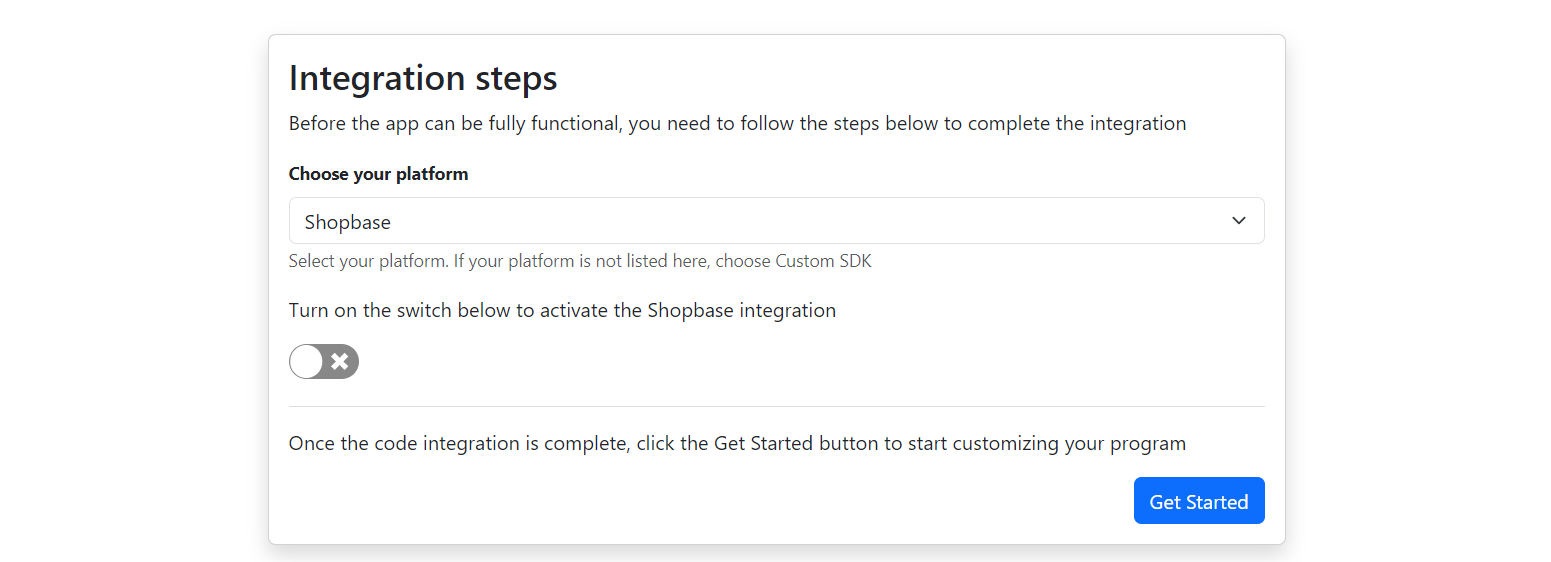 Integration steps
Before the app can be fully functional, you need to follow the steps below to complete the integration
Choose your platform
Shopbase
Select your platform. If your platform is not listed here, choose Custom SDK
Turn on the switch below to activate the Shopbase integration
Once the code integration is complete, click the Get Started button to start customizing your program
Get Started